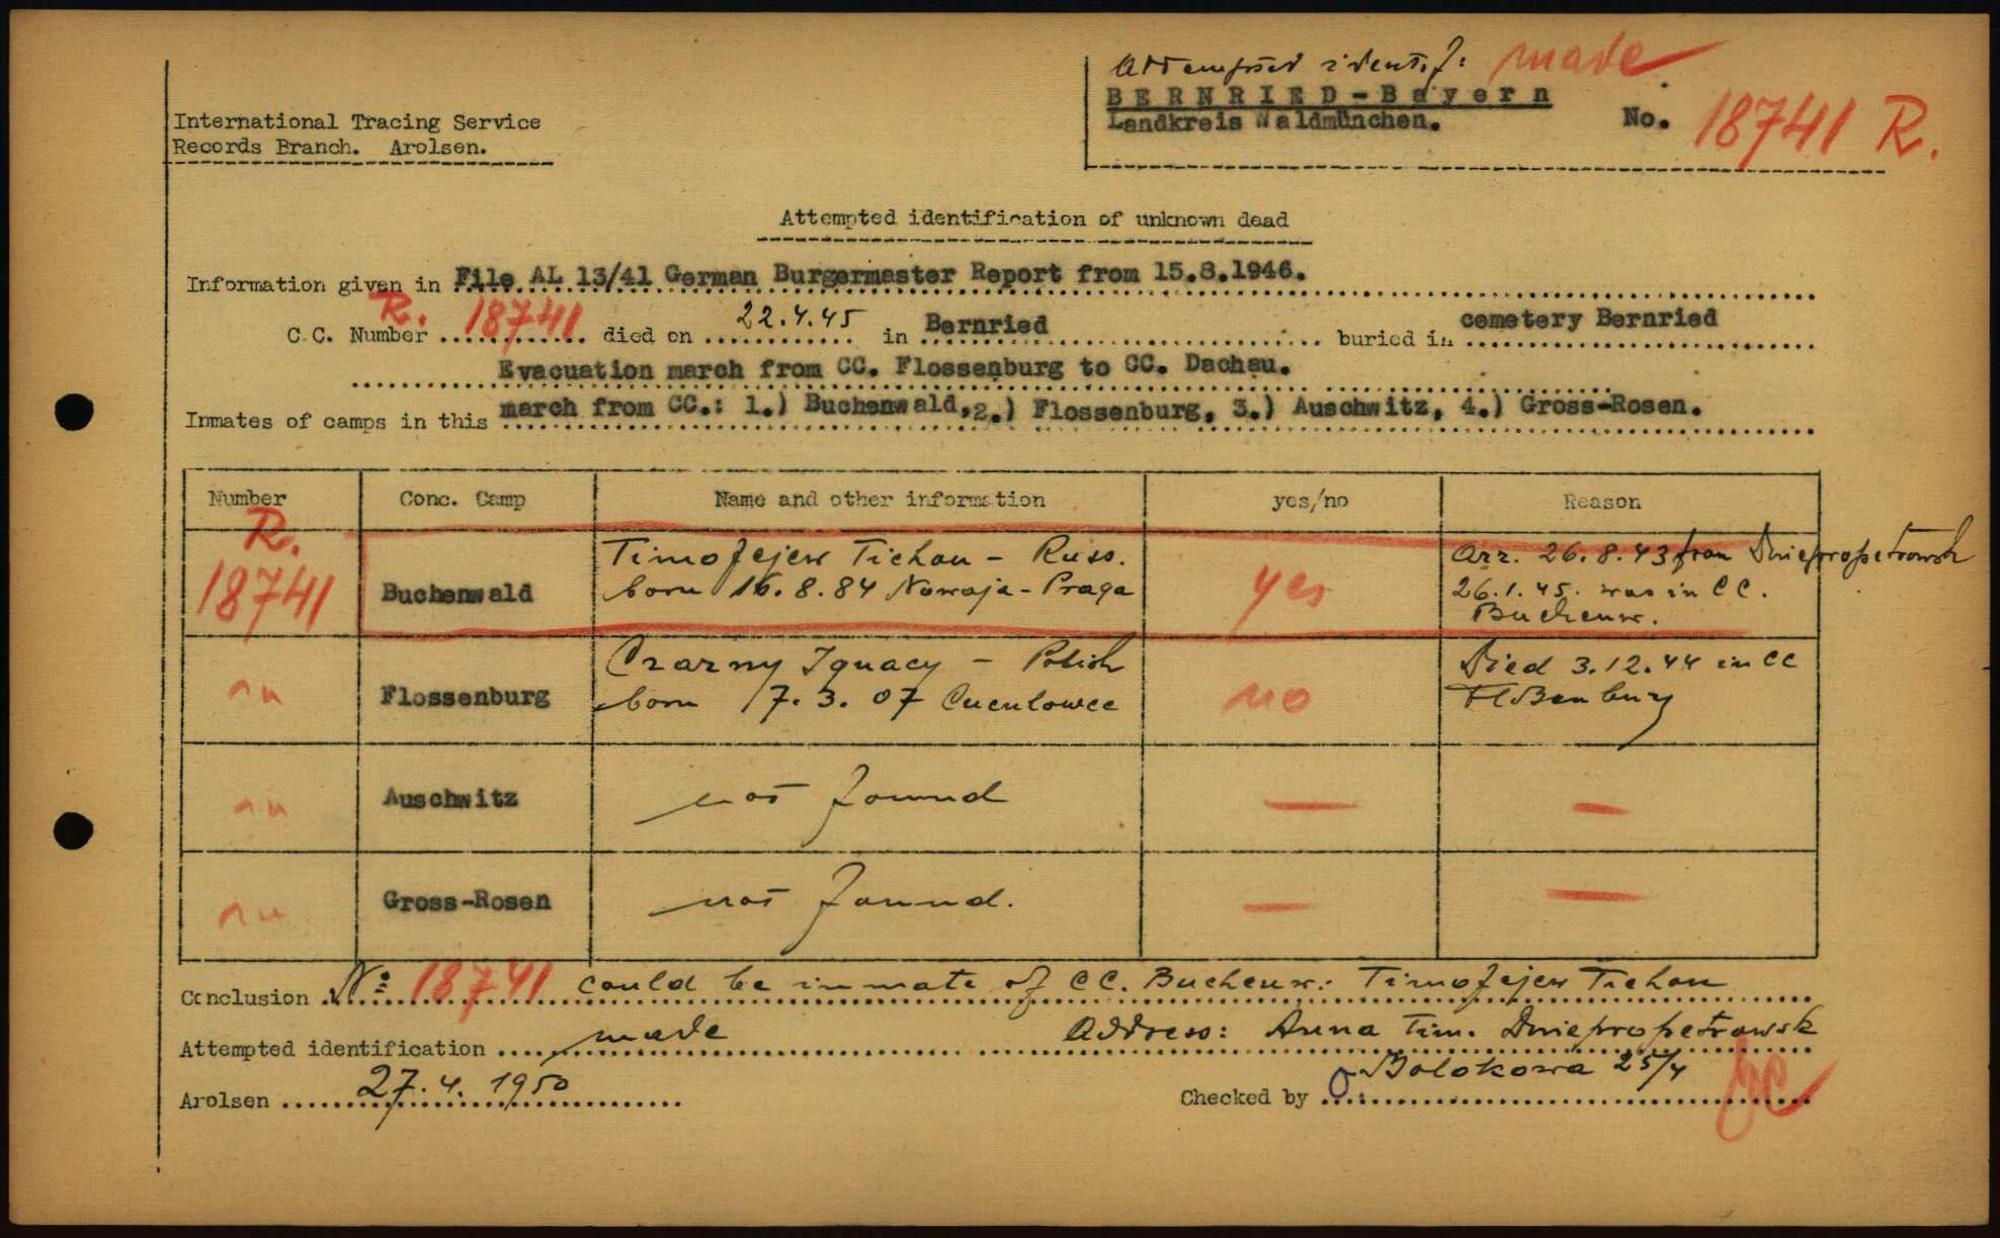 Attempted identif: made
BERNRIED-Bayern
Landkreis Waldmünchen.
No. 18741 R.
International Tracing Service
Records Branch. Arolsen.
Attempted identification of unknown dead
Information given in File AL 13/41 German Burgermaster Report from 15.8.1946.
C.C. Number R. 18741 died on 22.4.45 in Bernried buried in cemetery Bernried
Evacuation march from CC. Flossenburg to CC. Dachau.
Inmates of camps in this march from CC.: 1.) Buchenwald, 2.) Flossenburg, 3.) Auschwitz, 4.) Gross-Rosen.
Number Conc. Camp Name and other information yes/no Reason
R. 18741 Buchenwald Timofejew Tichon - Russ. yes Arr. 26.8.43 from Dniepropetrowsk
born 16.8.84 Nowaja-Praga 26.1.45. was in CC.
Buchenw.
" " Flossenburg Czarny Ignacy - Polish no Died 3.12.44 in CC
born 17.3.07 Floßenburg
" " Auschwitz not found — —
" " Gross-Rosen not found. — —
Conclusion No 18741 could be inmate of CC. Buchenw.: Timofejew Tichon
Attempted identification made Address: Anna Tim. Dniepropetrowsk
Bolokowa 25/4
Arolsen 27.4.1950 Checked by